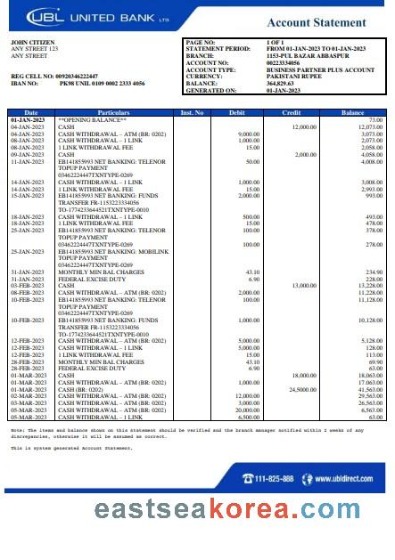 UBL UNITED BANK LTD
Account Statement
JOHN CITIZEN
ANY STREET 123
ANY STREET
REG CELL NO: 00920346222447
IBAN NO: PK98 UNIL 0109 0002 2333 4056
PAGE NO: 1 OF 1
STATEMENT PERIOD: FROM 01-JAN-2023 TO 01-JAN-2023
BRANCH: 1153-PUL BAZAR ABBASPUR
ACCOUNT NO: 00223334056
ACCOUNT TYPE: BUSINESS PARTNER PLUS ACCOUNT
CURRENCY: PAKISTAN RUPEE
BALANCE: 364,829.63
GENERATED ON: 01-JAN-2023
Date Particulars Inst. No Debit Credit Balance
01-JAN-2023 **OPENING BALANCE** 73.00
04-JAN-2023 CASH 12,000.00 12,073.00
06-JAN-2023 CASH WITHDRAWAL – ATM (BR: 0202) 9,000.00 3,073.00
08-JAN-2023 CASH WITHDRAWAL – 1 LINK 1,000.00 2,073.00
08-JAN-2023 1 LINK WITHDRAWAL FEE 15.00 2,058.00
09-JAN-2023 CASH 2,000.00 4,058.00
11-JAN-2023 EB141855993 NET BANKING: TELENOR 50.00 4,008.00
TOPUP PAYMENT
03462224447TXNTYPE-0269
14-JAN-2023 CASH WITHDRAWAL – 1 LINK 1,000.00 3,008.00
14-JAN-2023 1 LINK WITHDRAWAL FEE 15.00 2,993.00
15-JAN-2023 EB141855993 NET BANKING: FUNDS 2,000.00 993.00
TRANSFER FR-1153223334056
TO-1774233644521TXNTYPE-0010
18-JAN-2023 CASH WITHDRAWAL – 1 LINK 500.00 493.00
18-JAN-2023 1 LINK WITHDRAWAL FEE 15.00 478.00
25-JAN-2023 EB141855993 NET BANKING: TELENOR 100.00 378.00
TOPUP PAYMENT
03462224447TXNTYPE-0269 100.00 278.00
25-JAN-2023 EB141855993 NET BANKING: MOBILINK
TOPUP PAYMENT
03462224447TXNTYPE-0269
31-JAN-2023 MONTHLY MIN BAL CHARGES 43.10 234.90
31-JAN-2023 FEDERAL EXCISE DUTY 6.90 228.00
03-FEB-2023 CASH 13,000.00 13,228.00
08-FEB-2023 CASH WITHDRAWAL – ATM (BR: 0202) 2,000.00 11,228.00
10-FEB-2023 EB141855993 NET BANKING: TELENOR 100.00 11,128.00
TOPUP PAYMENT
03462224447TXNTYPE-0269
10-FEB-2023 EB141855993 NET BANKING: FUNDS 1,000.00 10,128.00
TRANSFER FR-1153223334056
TO-1774233644521TXNTYPE-0010
12-FEB-2023 CASH WITHDRAWAL – ATM (BR: 0202) 5,000.00 5,128.00
12-FEB-2023 CASH WITHDRAWAL – 1 LINK 5,000.00 128.00
12-FEB-2023 1 LINK WITHDRAWAL FEE 15.00 113.00
28-FEB-2023 MONTHLY MIN BAL CHARGES 43.10 69.90
28-FEB-2023 FEDERAL EXCISE DUTY 6.90 63.00
01-MAR-2023 CASH 18,000.00 18,063.00
01-MAR-2023 CASH WITHDRAWAL – ATM (BR: 0202) 1,000.00 17,063.00
01-MAR-2023 CASH (BR: 0202) 24,5000.00 41,563.00
02-MAR-2023 CASH WITHDRAWAL – ATM (BR: 0202) 12,000.00 29,563.00
03-MAR-2023 CASH WITHDRAWAL – ATM (BR: 0202) 3,000.00 26,563.00
05-MAR-2023 CASH WITHDRAWAL – ATM (BR: 0202) 20,000.00 6,563.00
05-MAR-2023 CASH WITHDRAWAL – 1 LINK 6,500.00 63.00
Note: The items and balance shown on this Statement should be verified and the branch manager notified within 2 weeks of any
discrepancies, otherwise it will be assumed as correct.
This is system generated Account Statement.
111-825-888 www.ubldirect.com
eastseakorea.com